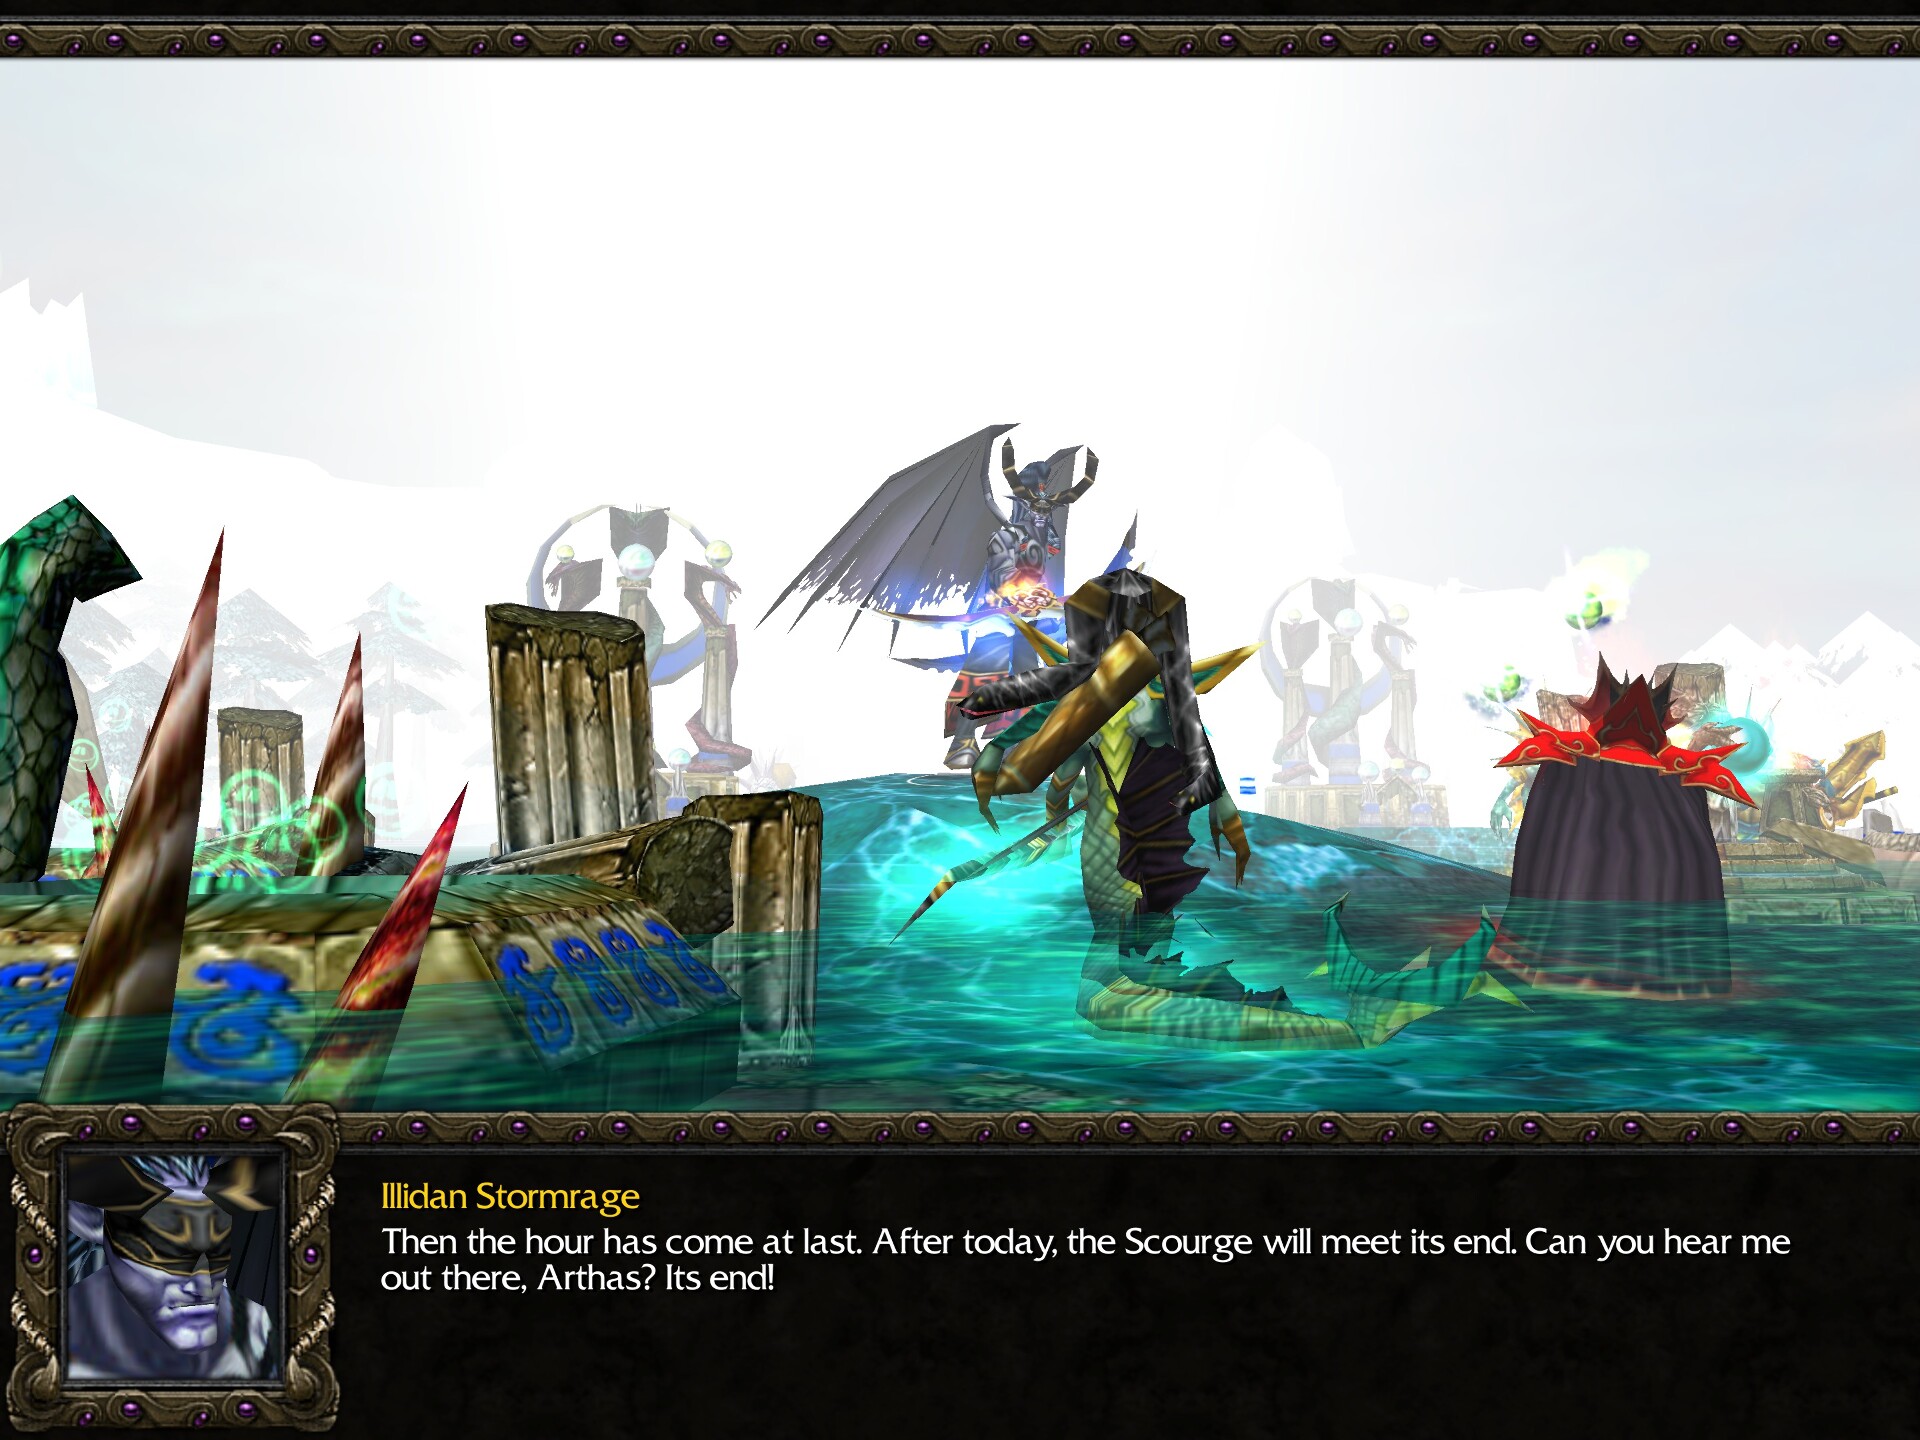 Illidan Stormrage
Then the hour has come at last. After today, the Scourge will meet its end. Can you hear me
out there, Arthas? Its end!